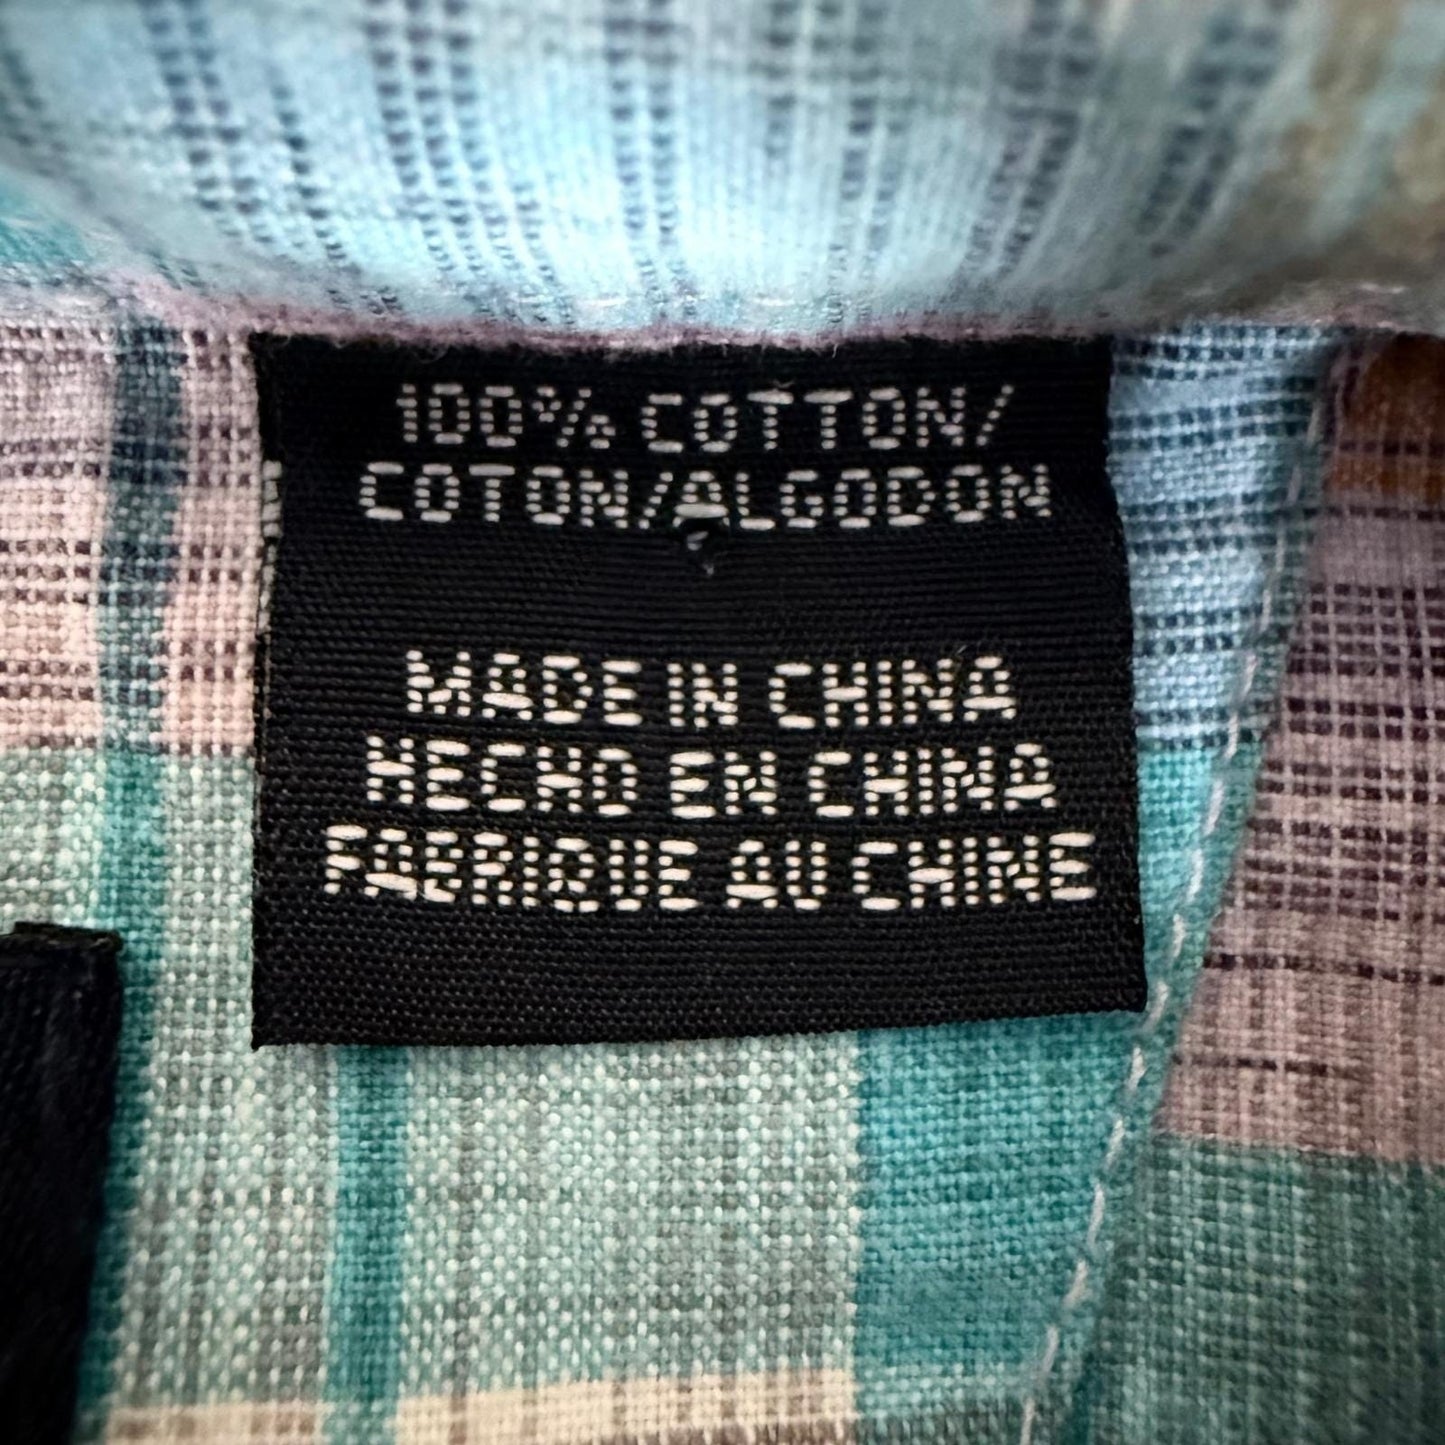 100% COTTON/
COTON/ALGODON
MADE IN CHINA
HECHO EN CHINA
FABRIQUE AU CHINE